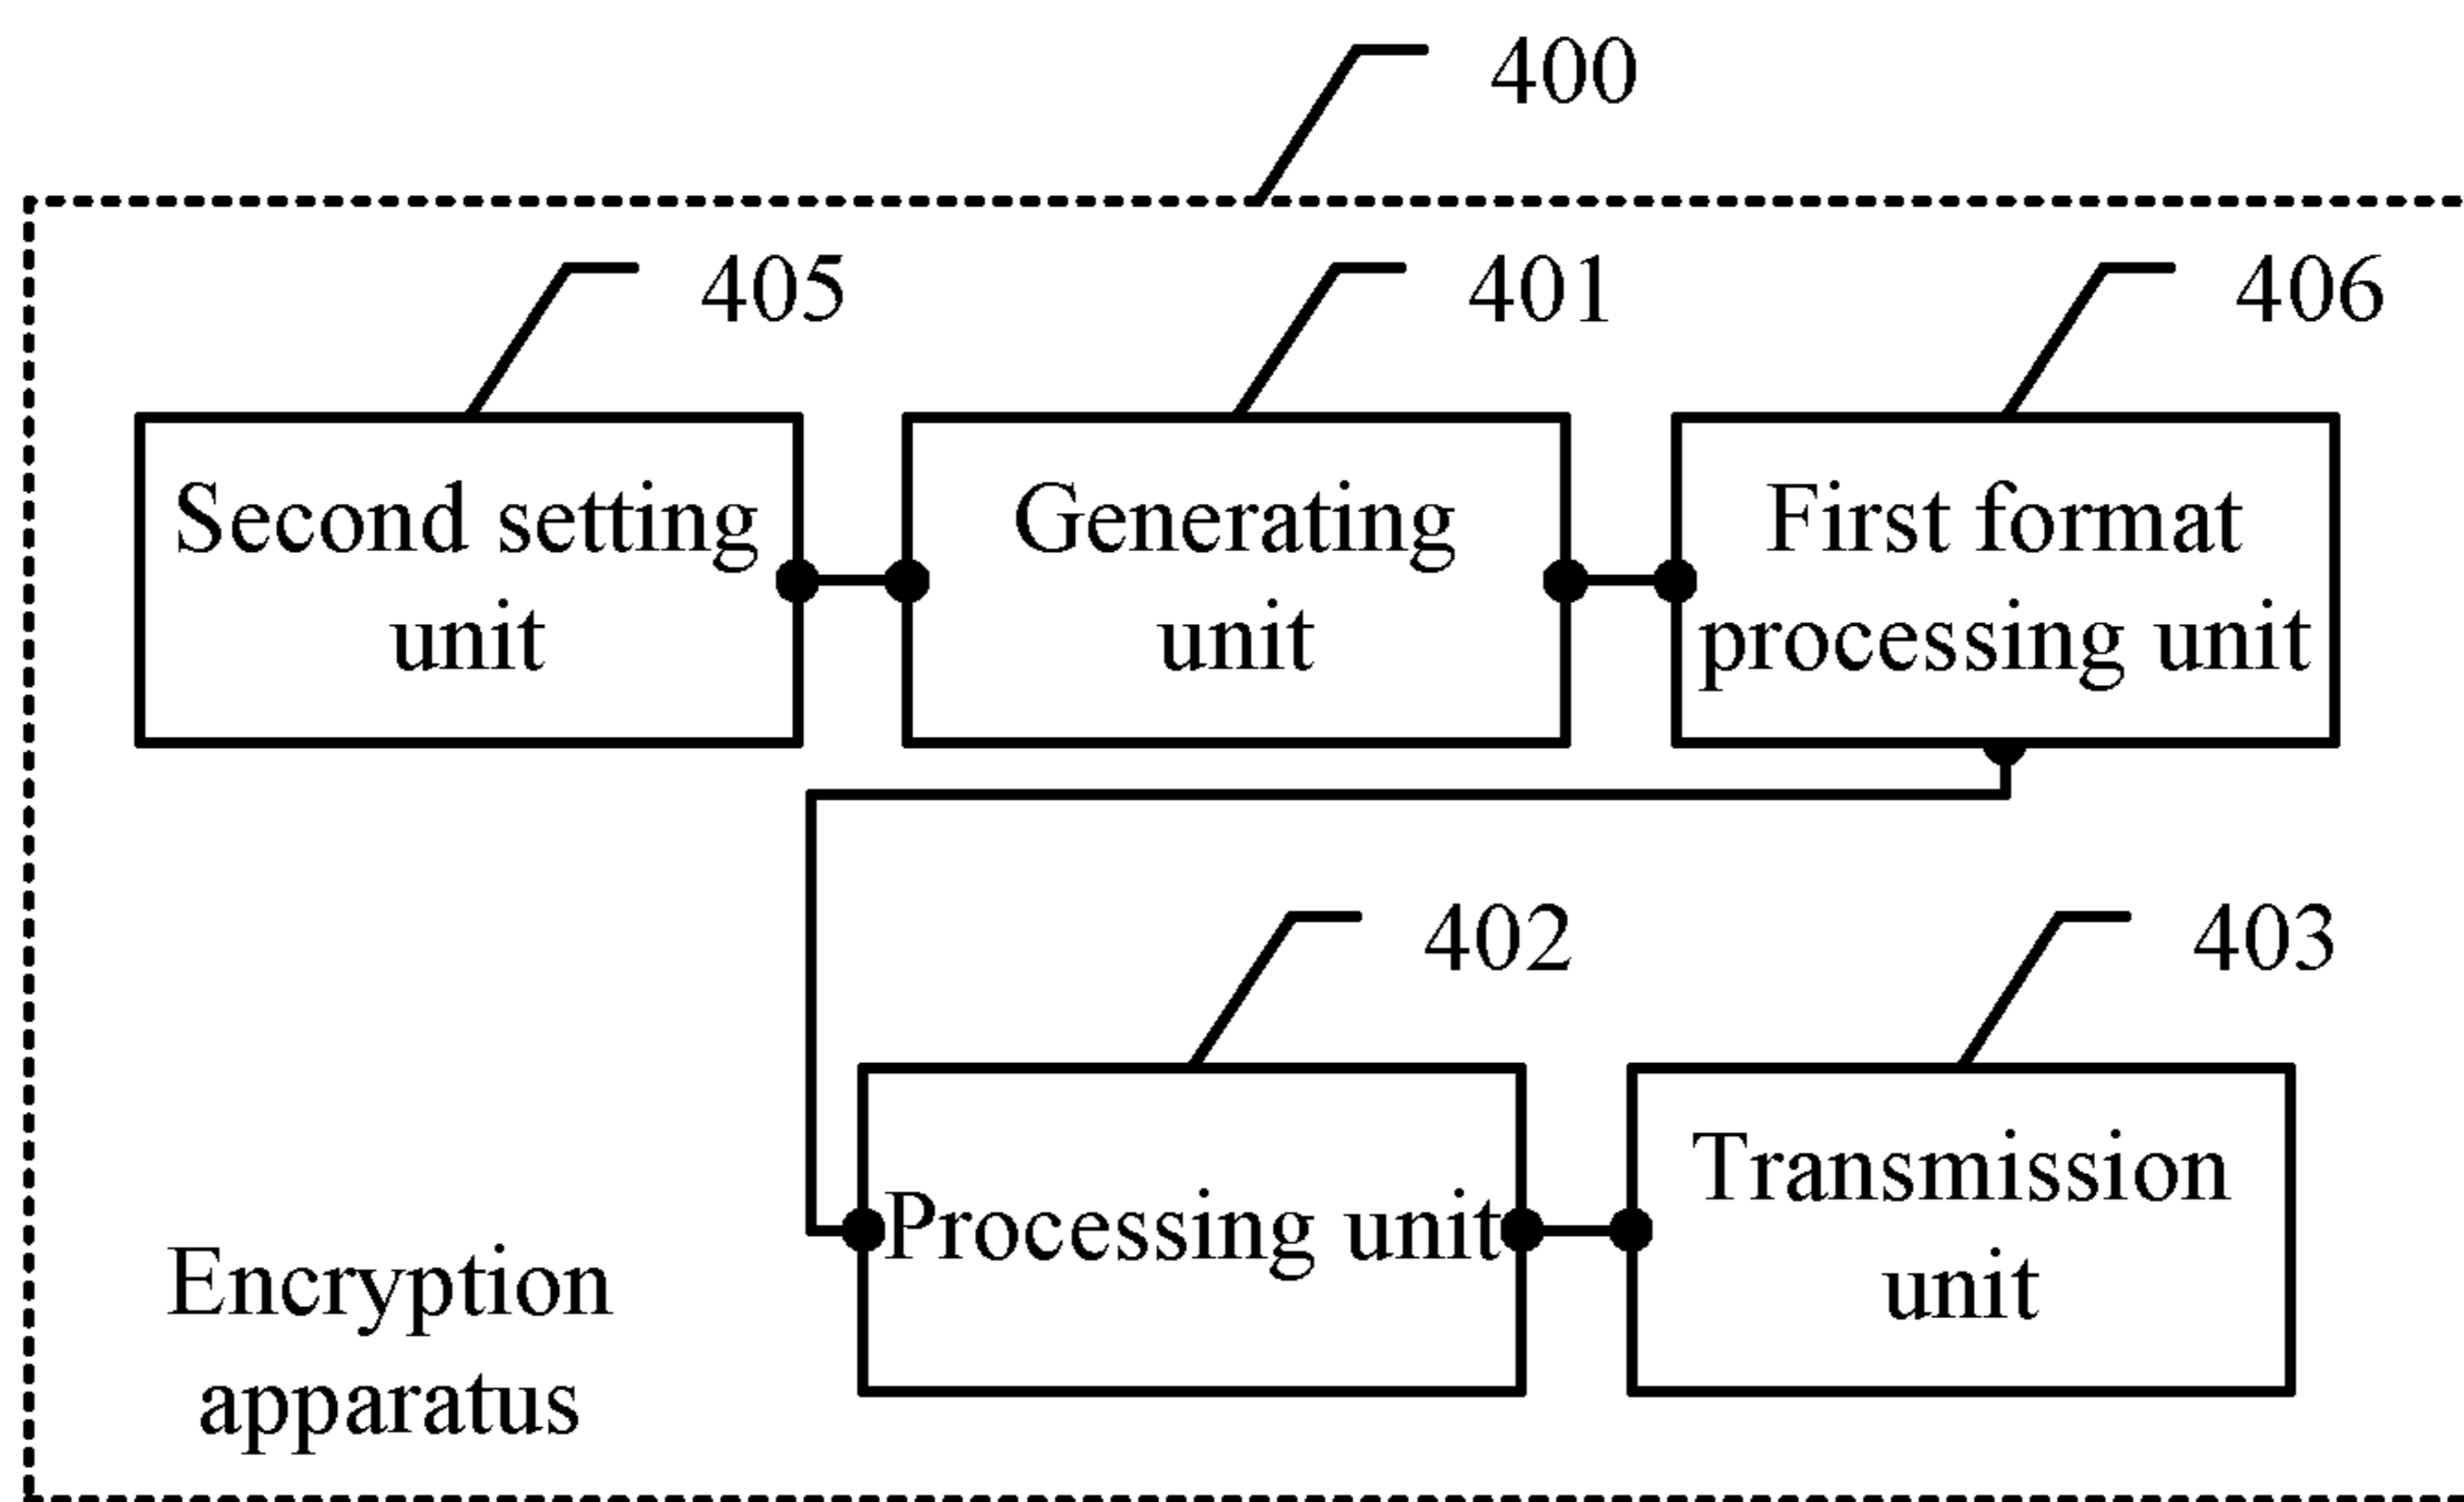 400
405
401
406
Second setting
unit
Generating
unit
First format
processing unit
402
403
Processing unit
Transmission
unit
Encryption
apparatus